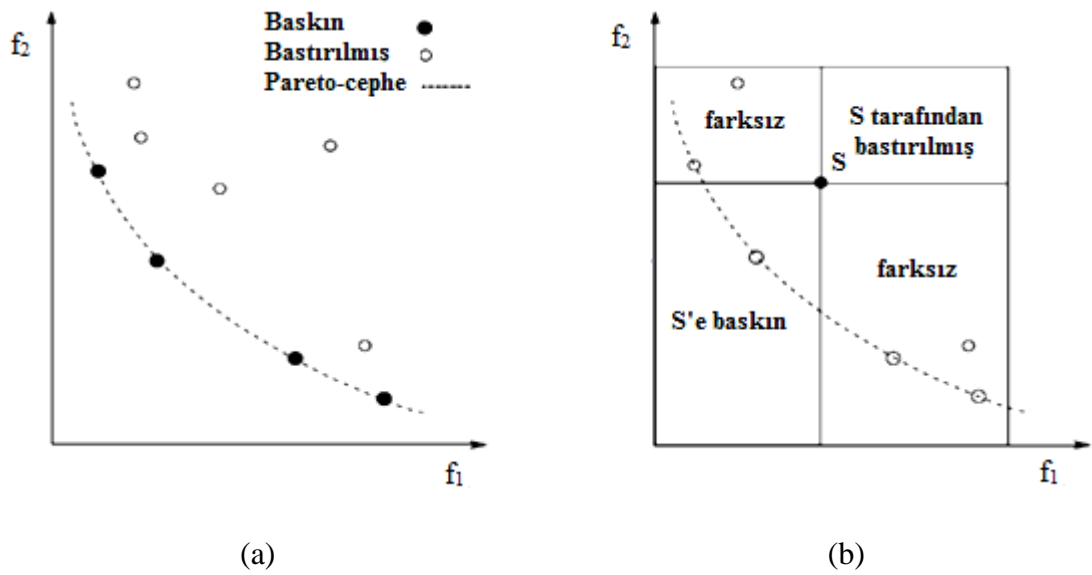 f2
Baskın
Bastırılmış
Pareto-cephe
f1
(a)
f2
farksız
S tarafından
bastırılmış
S
farksız
S'e baskın
f1
(b)